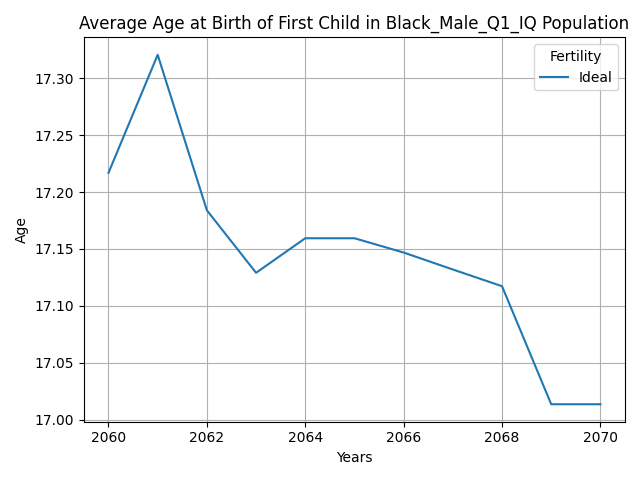 Average Age at Birth of First Child in Black_Male_Q1_IQ Population
Fertility
Ideal
17.30
17.25
17.20
17.15
17.10
17.05
17.00
Age
2060 2062 2064 2066 2068 2070
Years